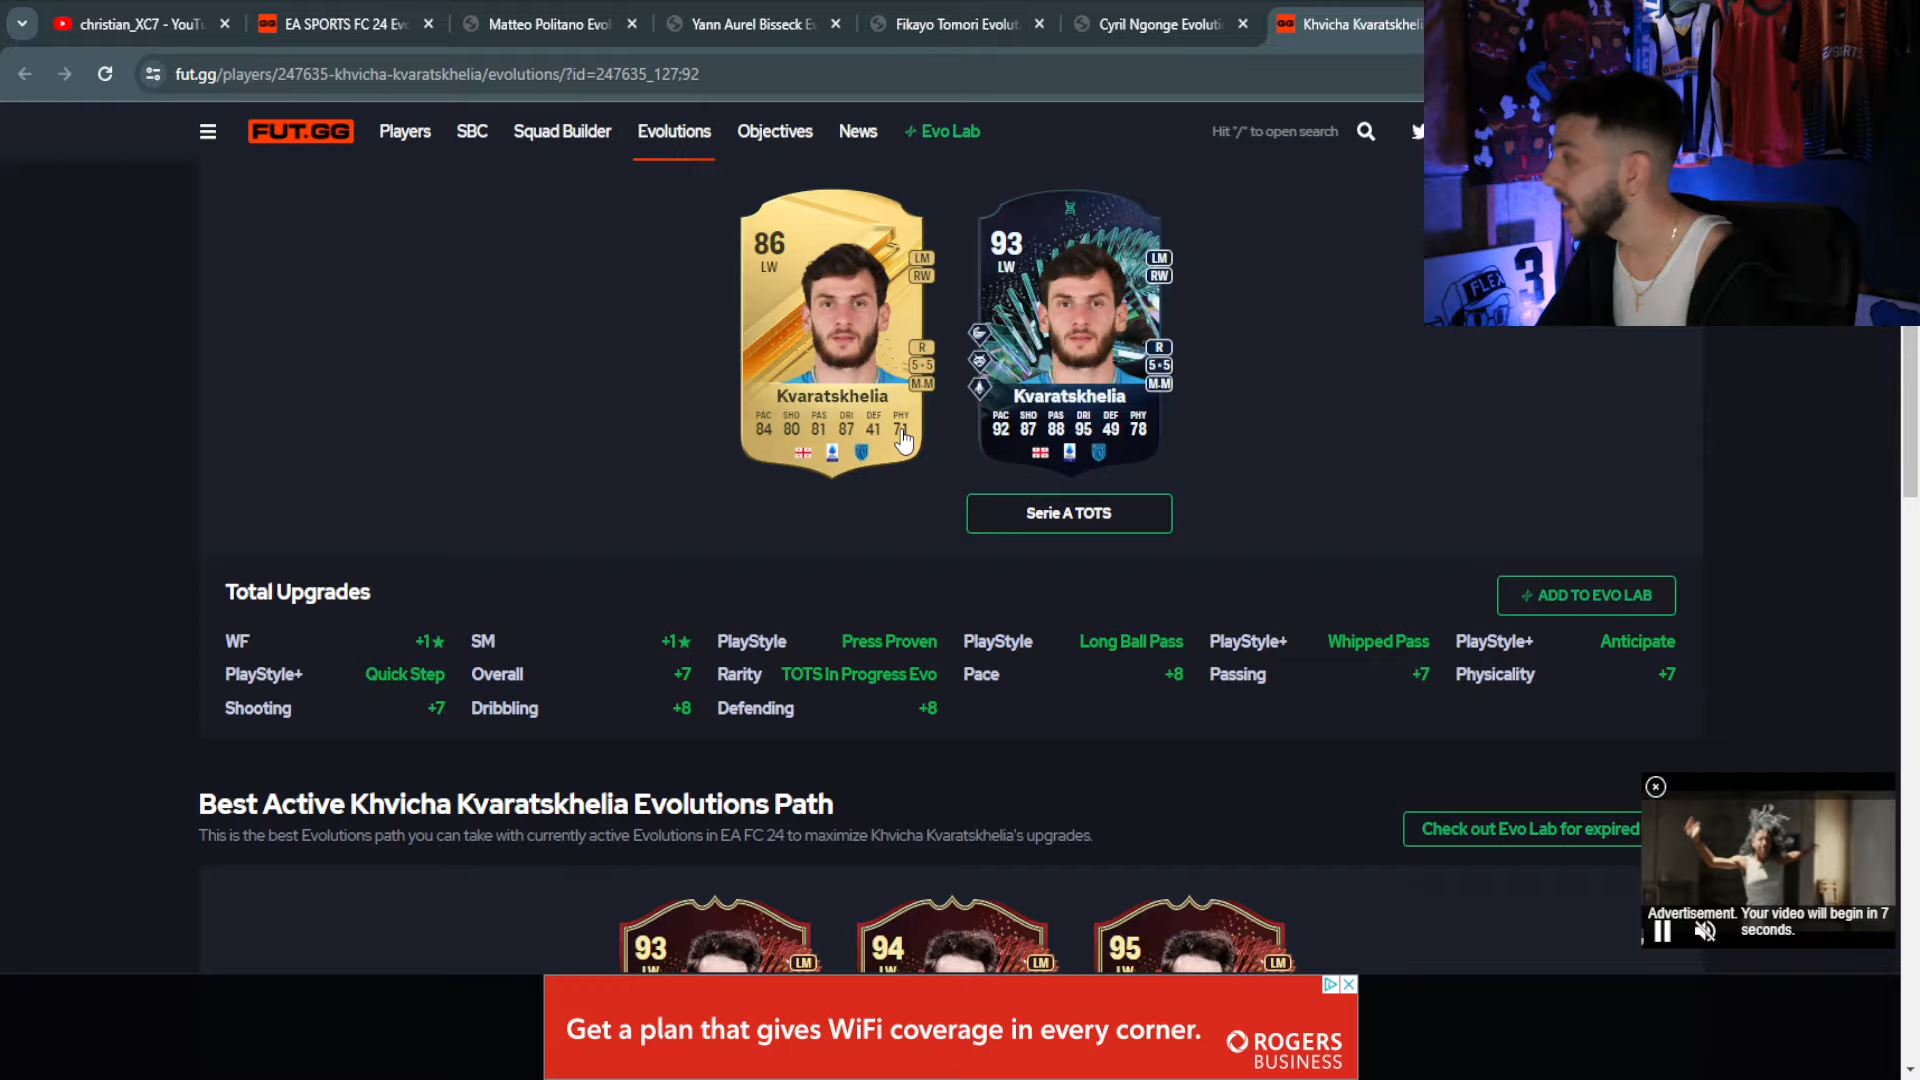 christian_XC7 - YouTu
EA SPORTS FC 24 Evo
Matteo Politano Evol
Yann Aurel Bisseck E
Fikayo Tomori Evolut
Cyril Ngonge Evoluti
Khvicha Kvaratskheli
fut.gg/players/247635-khvicha-kvaratskhelia/evolutions/?id=247635_127;92
FUT.GG
Players
SBC
Squad Builder
Evolutions
Objectives
News
Evo Lab
Hit "/" to open search
86
LW
LM
RW
R
5 5
M-M
Kvaratskhelia
PAC SHO PAS DRI DEF PHY
84 80 81 87 41 71
93
LW
LM
RW
R
5 5
M-M
Kvaratskhelia
PAC SHO PAS DRI DEF PHY
92 87 88 95 49 78
Serie A TOTS
FLEX
3
Total Upgrades
ADD TO EVO LAB
WF +1★ SM +1★ PlayStyle Press Proven PlayStyle Long Ball Pass PlayStyle+ Whipped Pass PlayStyle+ Anticipate
PlayStyle+ Quick Step Overall +7 Rarity TOTS In Progress Evo Pace +8 Passing +7 Physicality +7
Shooting +7 Dribbling +8 Defending +8
Best Active Khvicha Kvaratskhelia Evolutions Path
This is the best Evolutions path you can take with currently active Evolutions in EA FC 24 to maximize Khvicha Kvaratskhelia's upgrades.
Check out Evo Lab for expired
93
LW
LM
94
LW
LM
95
LW
LM
Advertisement. Your video will begin in 7
seconds.
Get a plan that gives WiFi coverage in every corner.
ROGERS
BUSINESS